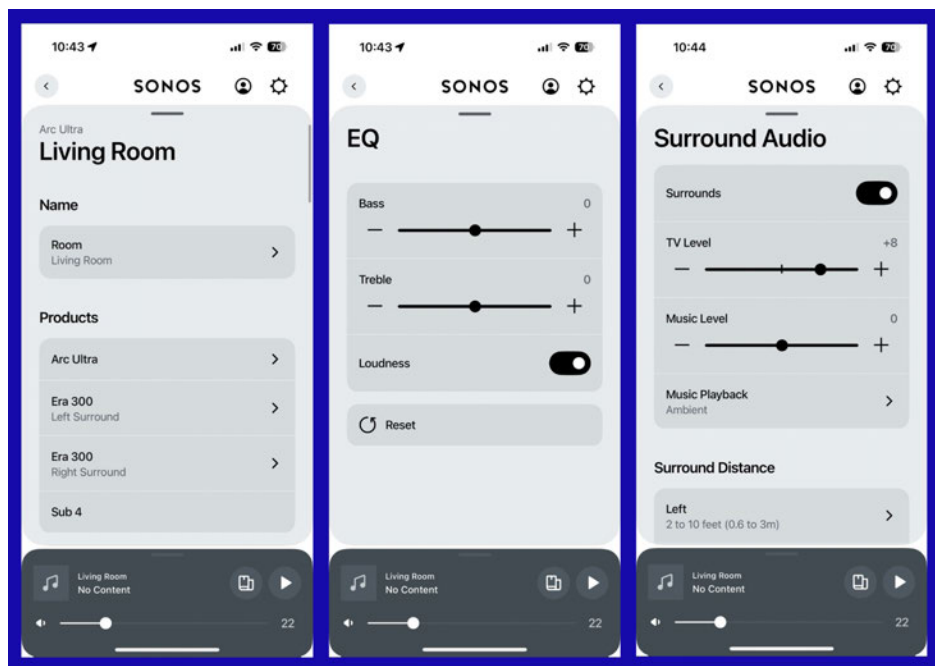 10:43
70
SONOS
Arc Ultra
Living Room
Name
Room
Living Room
Products
Arc Ultra
Era 300
Left Surround
Era 300
Right Surround
Sub 4
Living Room
No Content
22
10:43
70
SONOS
EQ
Bass 0
Treble 0
Loudness
Reset
Living Room
No Content
22
10:44
70
SONOS
Surround Audio
Surrounds
TV Level +8
Music Level 0
Music Playback
Ambient
Surround Distance
Left
2 to 10 feet (0.6 to 3m)
Living Room
No Content
22